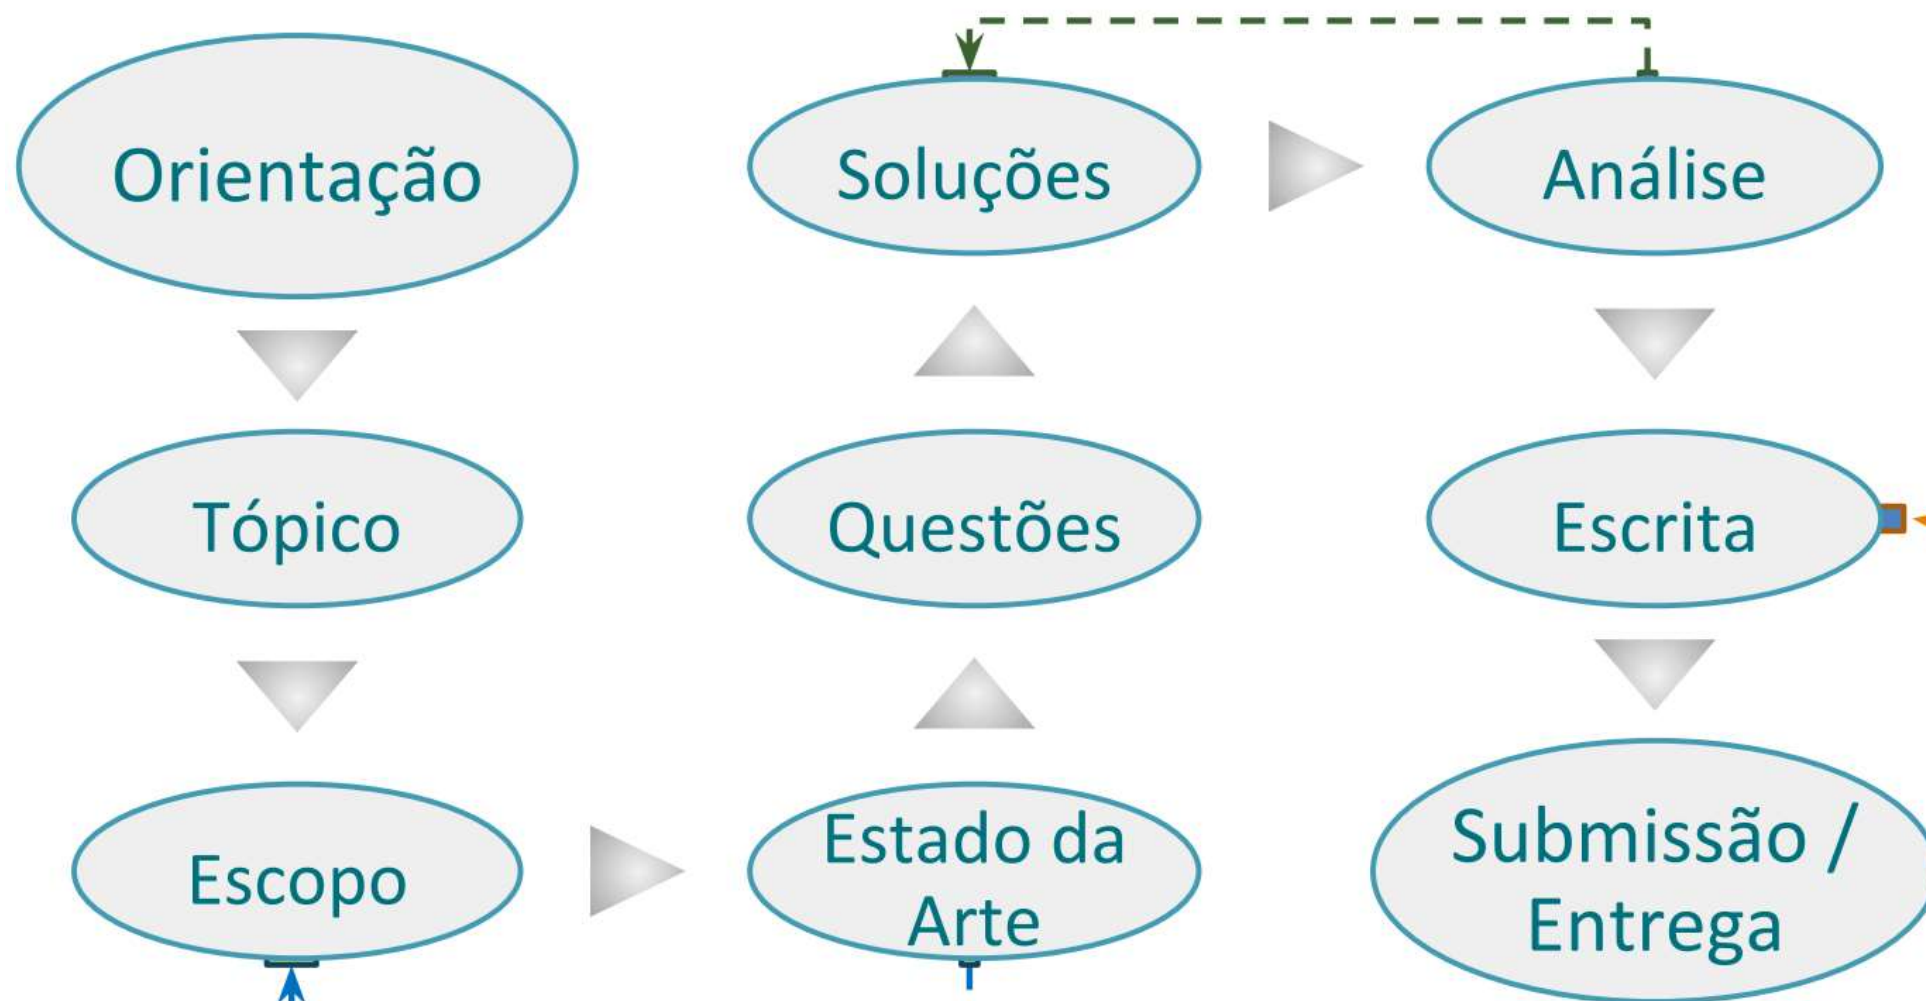 Orientação
Tópico
Escopo
Estado da
Arte
Questões
Soluções
Análise
Escrita
Submissão /
Entrega